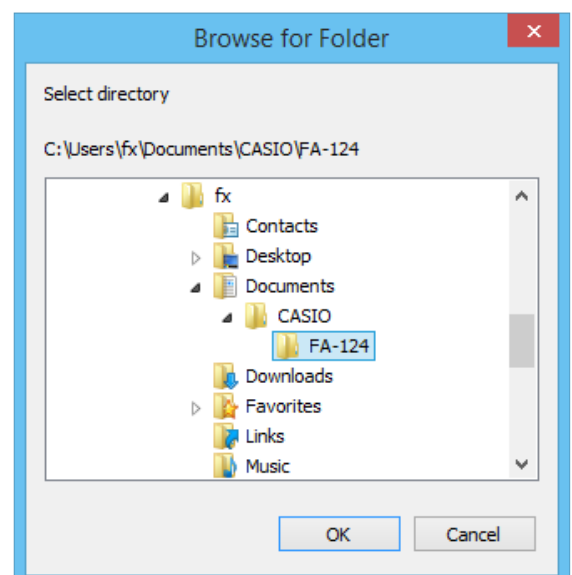 Browse for Folder
Select directory
C:\Users\fx\Documents\CASIO\FA-124
fx
Contacts
Desktop
Documents
CASIO
FA-124
Downloads
Favorites
Links
Music
OK Cancel